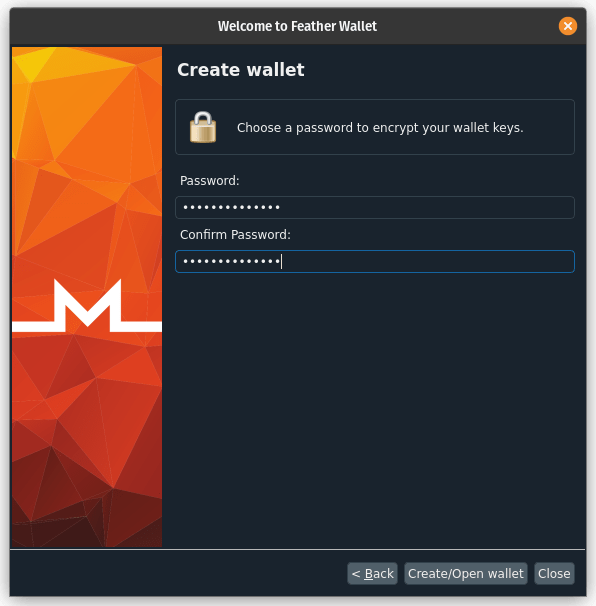 Welcome to Feather Wallet
Create wallet
Choose a password to encrypt your wallet keys.
Password:
••••••••••••••
Confirm Password:
••••••••••••••
< Back
Create/Open wallet
Close